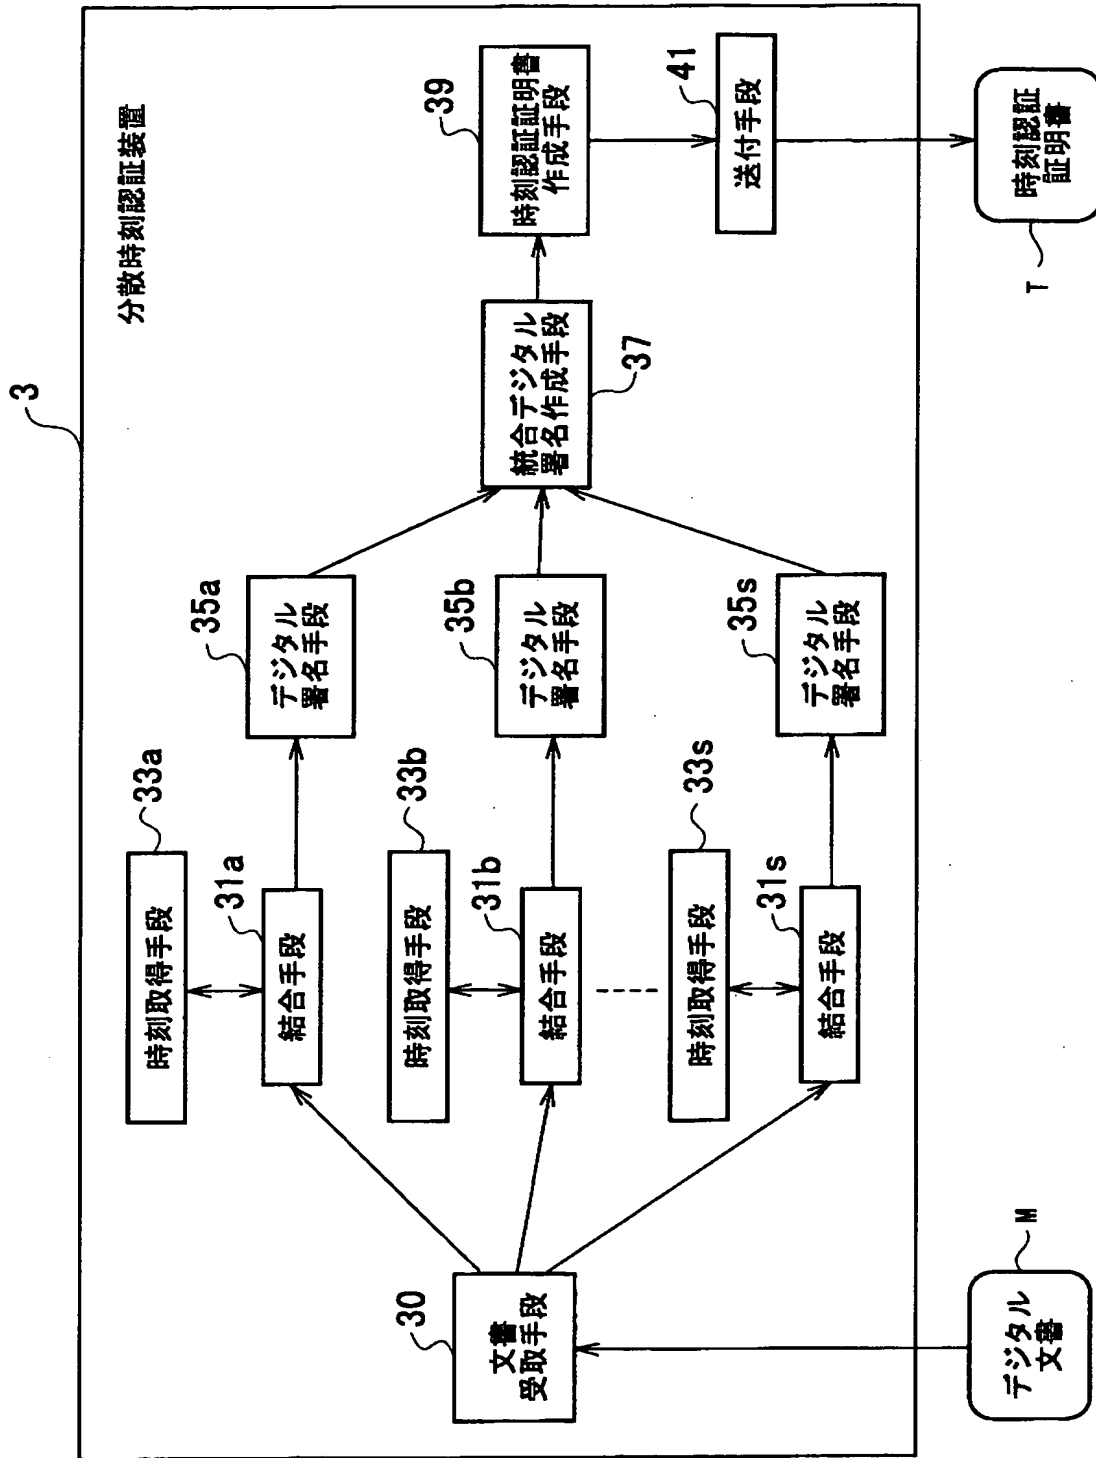 3
分散時刻認証装置
33a
時刻取得手段
31a
結合手段
35a
デジタル
署名手段
33b
時刻取得手段
31b
結合手段
35b
デジタル
署名手段
33s
時刻取得手段
31s
結合手段
35s
デジタル
署名手段
30
文書
受取手段
統合デジタル
署名作成手段
37
39
時刻認証証明書
作成手段
41
送付手段
デジタル
文書
M
時刻認証
証明書
T